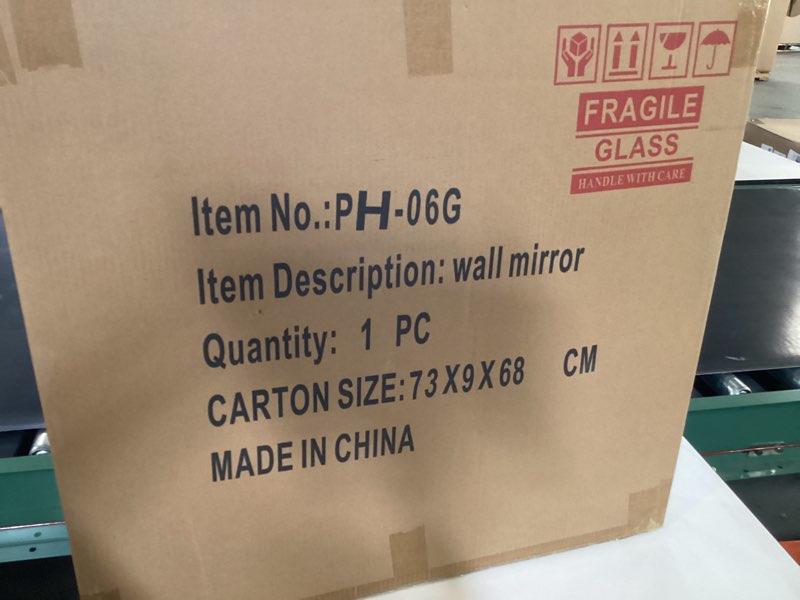 FRAGILE
GLASS
HANDLE WITH CARE
Item No.:PH-06G
Item Description: wall mirror
Quantity: 1 PC
CARTON SIZE:73X9X68 CM
MADE IN CHINA